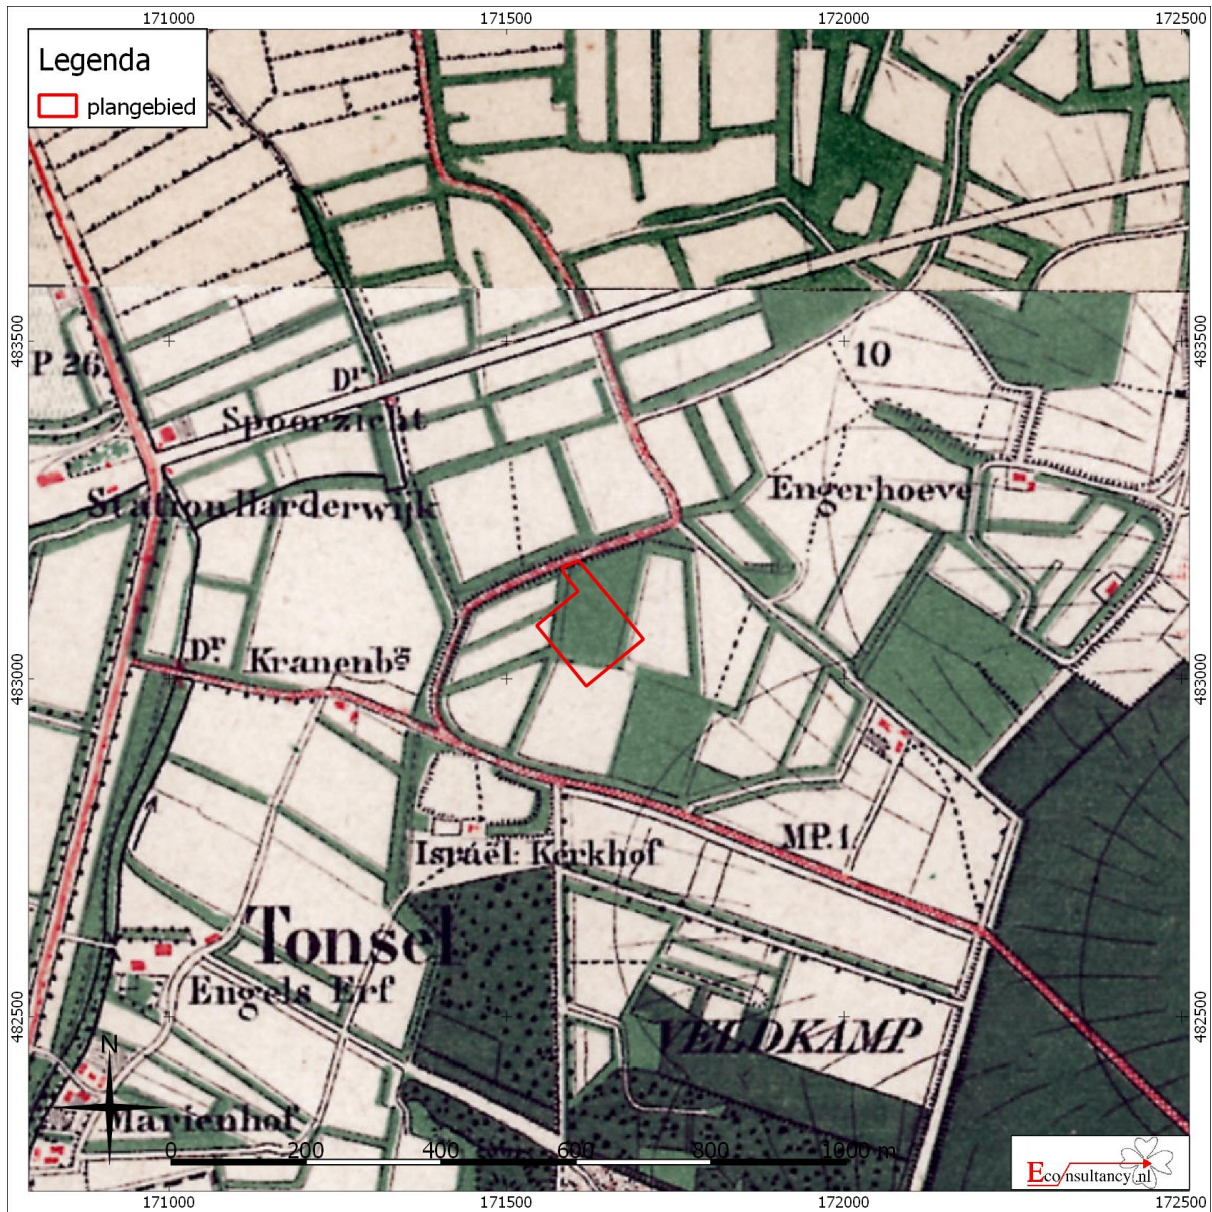 171000
171500
172000
172500
Legenda
plangebied
483500
483500
P 26
10
Dr.
Spoorzicht
Station Harderwijk
Engerhoeve
Dr.
Kranenbg
483000
483000
MP. 1
Israël: Kerkhof
Tonsel
Engels Erf
VELDKAMP
482500
482500
N
Marienhof
0
200
400
600
800
1000 m
Econsultancy.nl
171000
171500
172000
172500